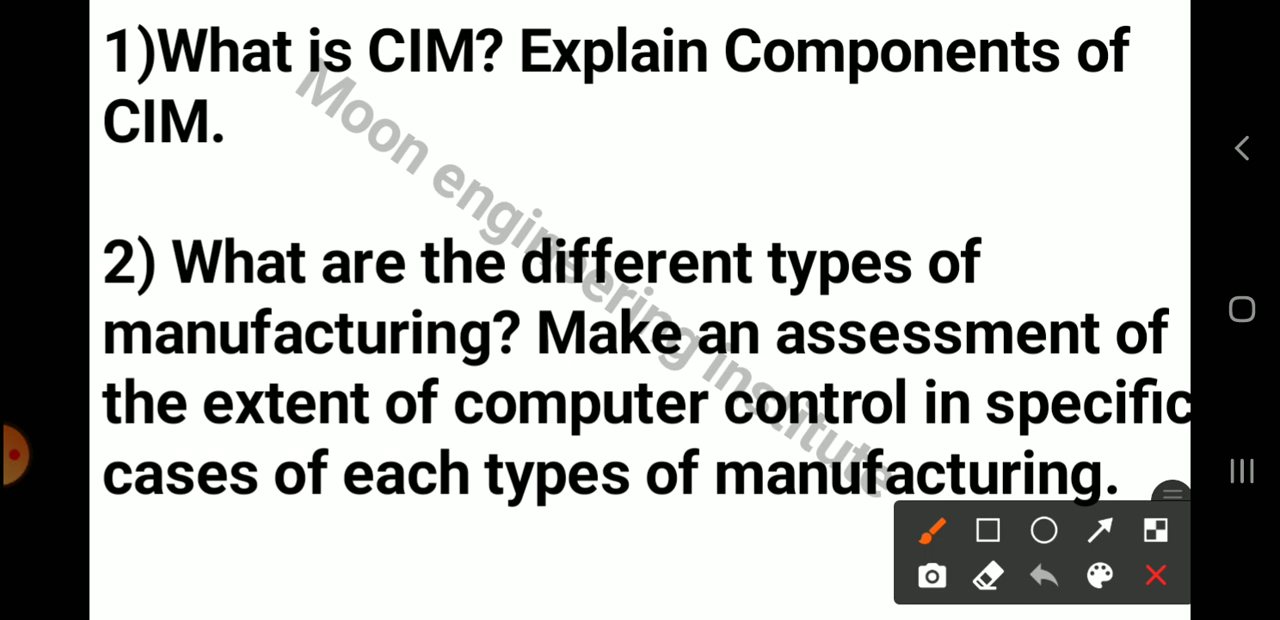 1)What is CIM? Explain Components of
CIM.
2) What are the different types of
manufacturing? Make an assessment of
the extent of computer control in specific
cases of each types of manufacturing.
Moon engineering institute